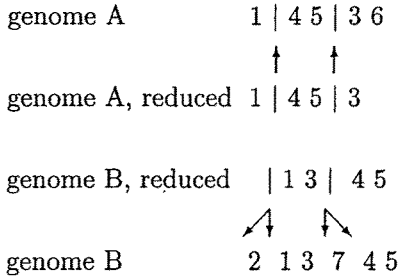 genome A 1 | 4 5 | 3 6
genome A, reduced 1 | 4 5 | 3
genome B, reduced | 1 3 | 4 5
genome B 2 1 3 7 4 5